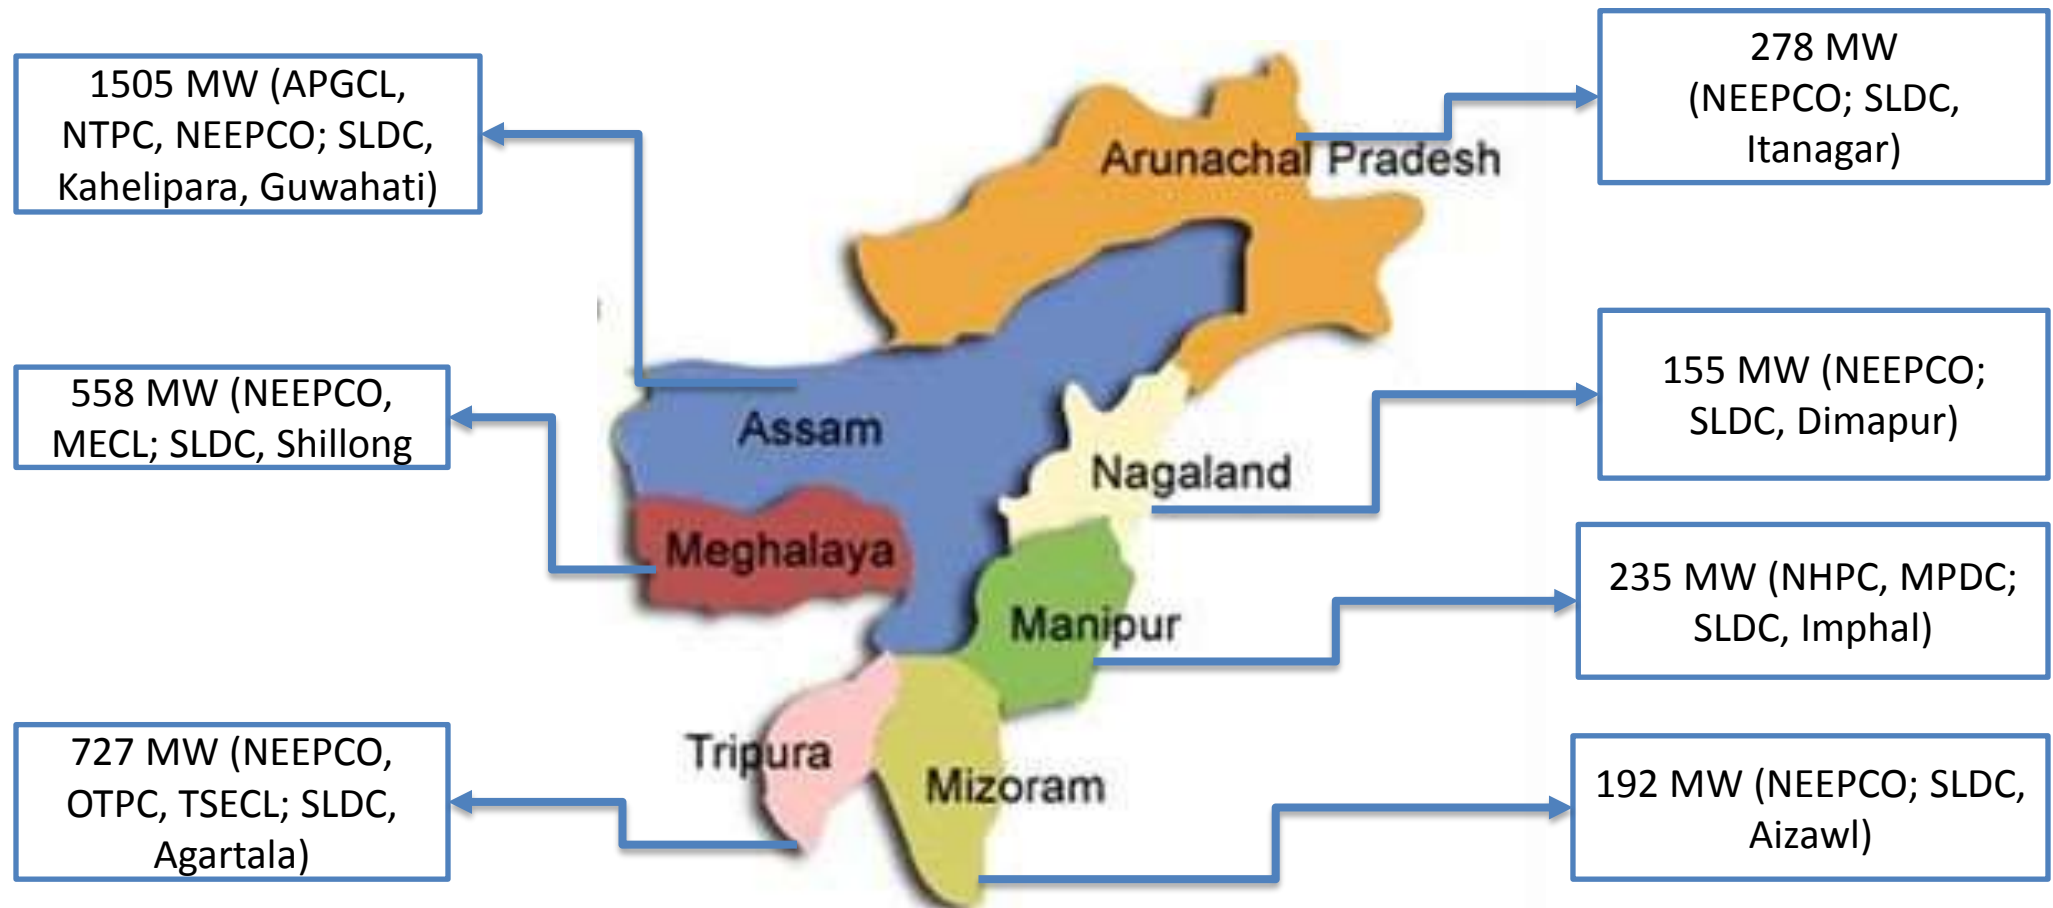 1505 MW (APGCL,
NTPC, NEEPCO; SLDC,
Kahelipara, Guwahati)
278 MW
(NEEPCO; SLDC,
Itanagar)
Arunachal Pradesh
558 MW (NEEPCO,
MECL; SLDC, Shillong
Assam
155 MW (NEEPCO;
SLDC, Dimapur)
Nagaland
Meghalaya
235 MW (NHPC, MPDC;
SLDC, Imphal)
Manipur
727 MW (NEEPCO,
OTPC, TSECL; SLDC,
Agartala)
Tripura
Mizoram
192 MW (NEEPCO; SLDC,
Aizawl)